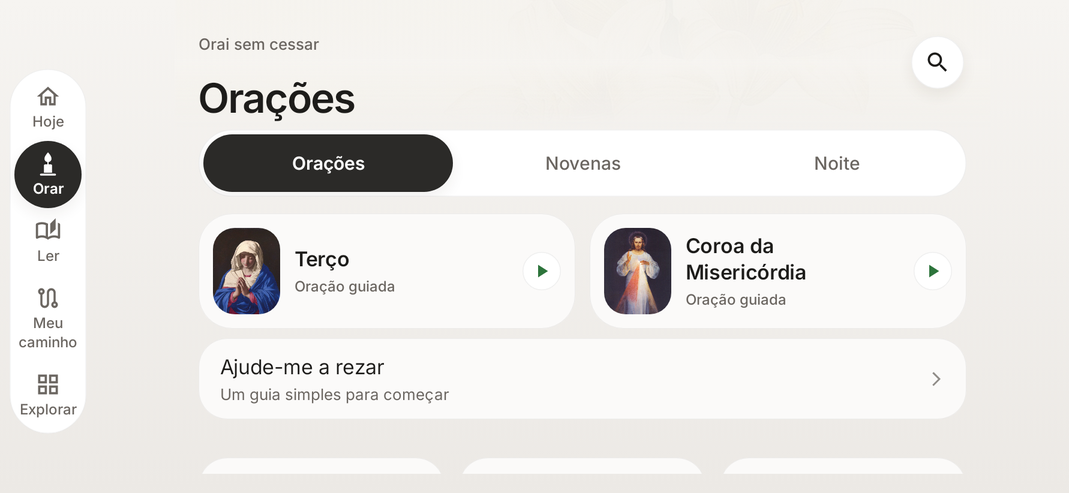 Orai sem cessar
Orações
Hoje
Orar
Ler
Meu
caminho
Explorar
Orações
Novenas
Noite
Terço
Oração guiada
Coroa da
Misericórdia
Oração guiada
Ajude-me a rezar
Um guia simples para começar